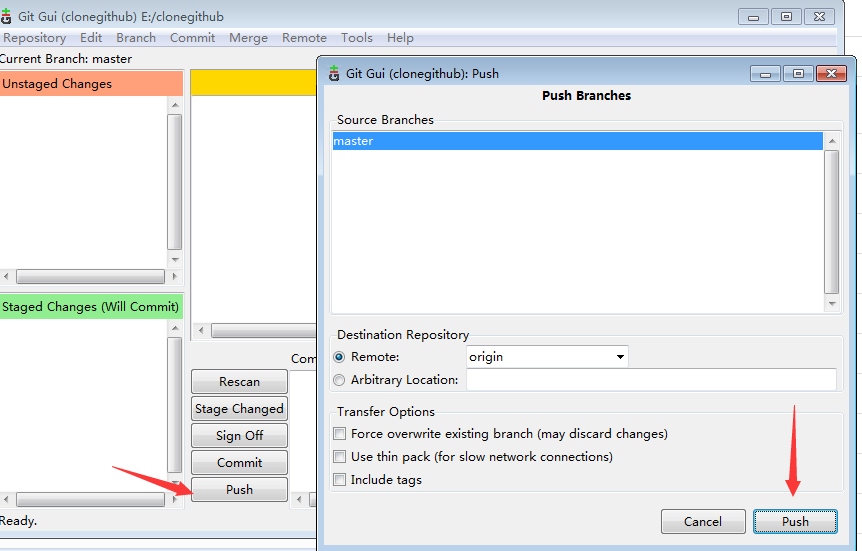 Git Gui (clonegithub) E:/clonegithub
Repository Edit Branch Commit Merge Remote Tools Help
Current Branch: master
Unstaged Changes
Staged Changes (Will Commit)
Com
Rescan
Stage Changed
Sign Off
Commit
Push
Ready.
Git Gui (clonegithub): Push
Push Branches
Source Branches
master
Destination Repository
Remote: origin
Arbitrary Location:
Transfer Options
Force overwrite existing branch (may discard changes)
Use thin pack (for slow network connections)
Include tags
Cancel Push